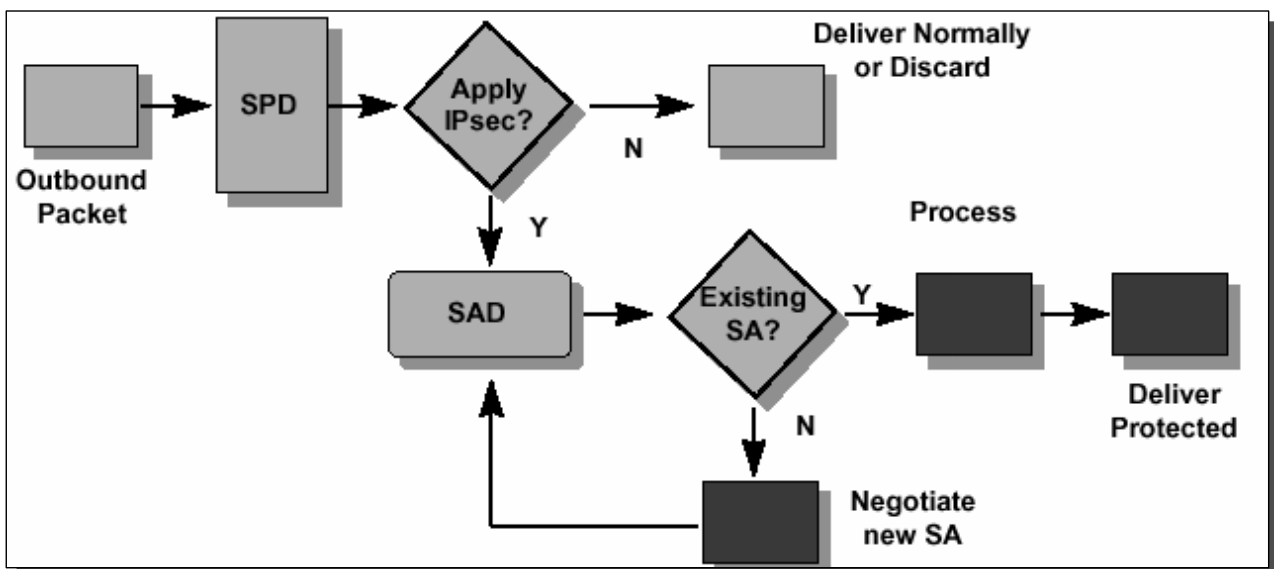 Deliver Normally
or Discard
SPD
Apply
IPsec?
N
Outbound
Packet
Y
Process
SAD
Existing
SA?
Y
Deliver
Protected
N
Negotiate
new SA